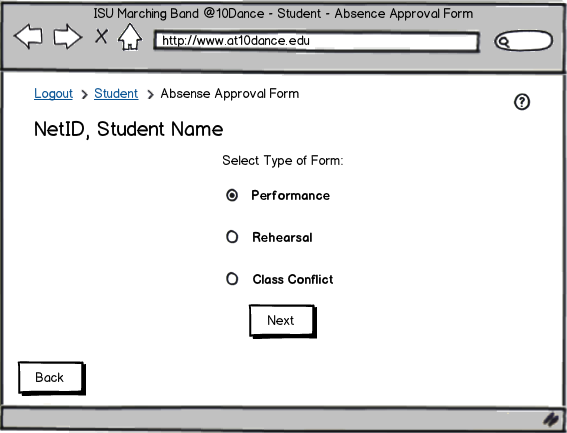 ISU Marching Band @10Dance - Student - Absence Approval Form
http://www.at10dance.edu
Logout > Student > Absense Approval Form
?
NetID, Student Name
Select Type of Form:
Performance
Rehearsal
Class Conflict
Next
Back